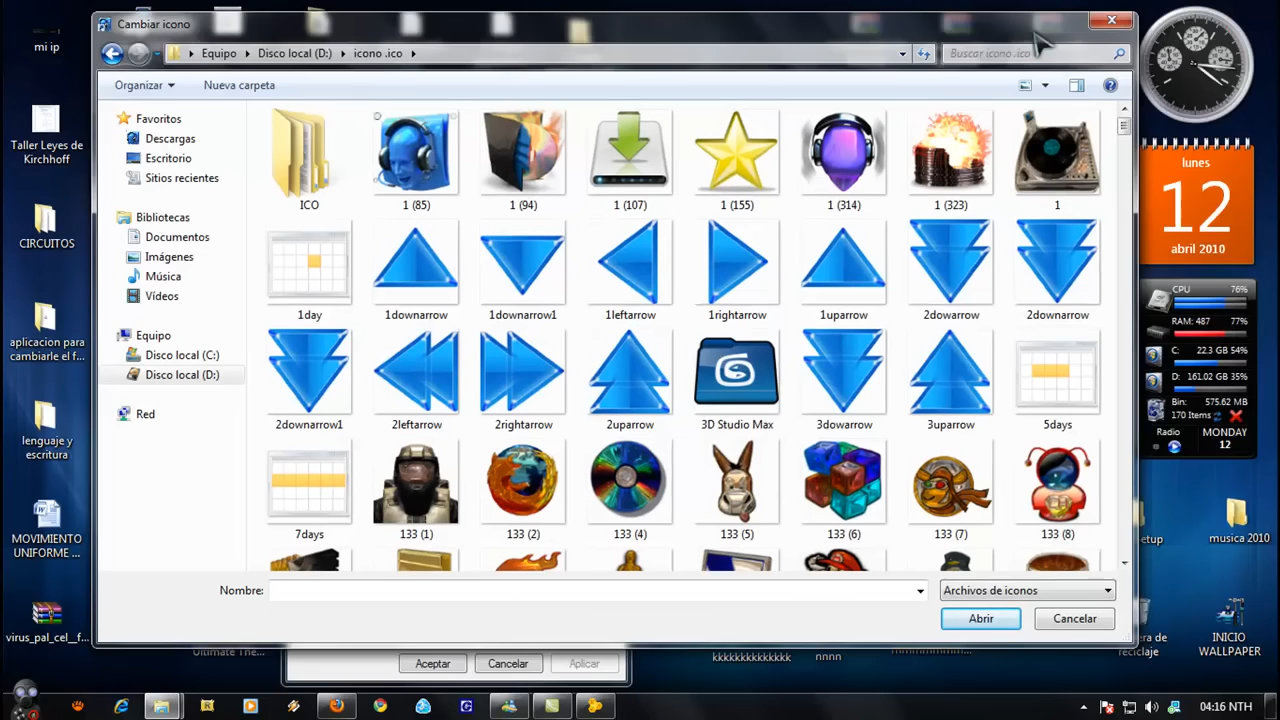 Cambiar icono
Equipo
Disco local (D:)
icono .ico
Buscar icono .ico
Organizar
Nueva carpeta
Favoritos
Descargas
Escritorio
Sitios recientes
Bibliotecas
Documentos
Imágenes
Música
Vídeos
Equipo
Disco local (C:)
Disco local (D:)
Red
ICO
1 (85)
1 (94)
1 (107)
1 (155)
1 (314)
1 (323)
1
1day
1downarrow
1downarrow1
1leftarrow
1rightarrow
1uparrow
2dowarrow
2downarrow
2downarrow1
2leftarrow
2rightarrow
2uparrow
3D Studio Max
3dowarrow
3uparrow
5days
7days
133 (1)
133 (2)
133 (4)
133 (5)
133 (6)
133 (7)
133 (8)
Nombre:
Archivos de iconos
Abrir
Cancelar
Aceptar
Cancelar
Aplicar
mi ip
Taller Leyes de
Kirchhoff
CIRCUITOS
aplicacion para
cambiarle el f...
lenguaje y
escritura
MOVIMIENTO
UNIFORME ...
virus_pal_cel__f...
Ultimate The...
kkkkkkkkkkkkkk
nnnn
lunes
12
abril 2010
CPU 76%
RAM: 487 77%
C: 22.3 GB 54%
D: 161.02 GB 35%
Bin: 575.62 MB
170 Items
Radio
MONDAY
12
etup
musica 2010
era de
reciclaje
INICIO
WALLPAPER
04:16 NTH